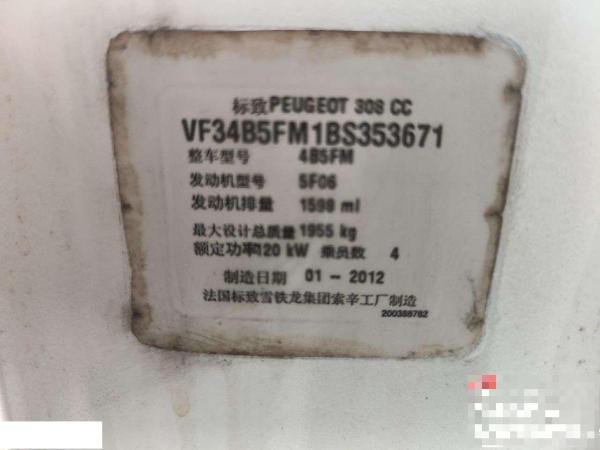 标致PEUGEOT 308 CC
VF34B5FM1BS353671
整车型号 4B5FM
发动机型号 5F06
发动机排量 1598 ml
最大设计总质量 1955 kg
额定功率120 kW 乘员数 4
制造日期 01 - 2012
法国标致雪铁龙集团索肖工厂制造
200388762